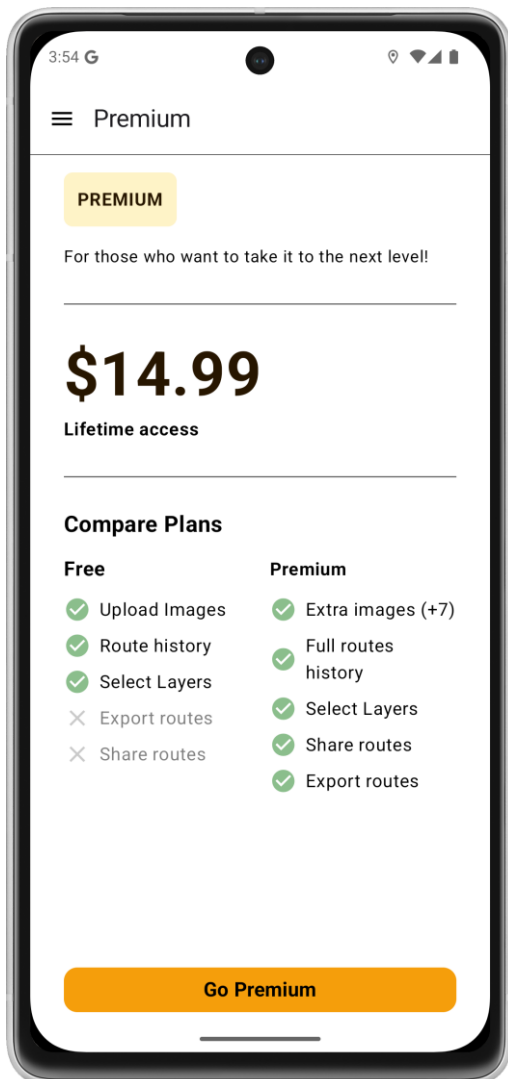 3:54 G
Premium
PREMIUM
For those who want to take it to the next level!
$14.99
Lifetime access
Compare Plans
Free
Upload Images
Route history
Select Layers
Export routes
Share routes
Premium
Extra images (+7)
Full routes
history
Select Layers
Share routes
Export routes
Go Premium